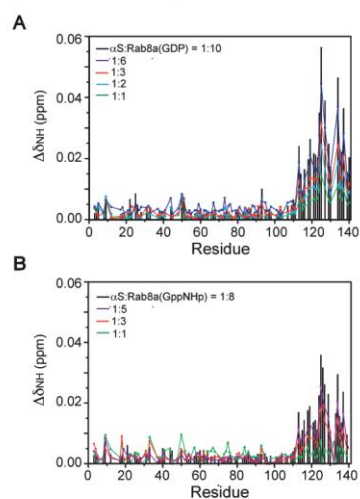 A
0.06
αS:Rab8a(GDP) = 1:10
1:6
1:3
1:2
1:1
0.04
ΔδNH (ppm)
0.02
0.00
0 20 40 60 80 100 120 140
Residue
B
0.06
αS:Rab8a(GppNHp) = 1:8
1:5
1:3
1:1
0.04
ΔδNH (ppm)
0.02
0.00
0 20 40 60 80 100 120 140
Residue